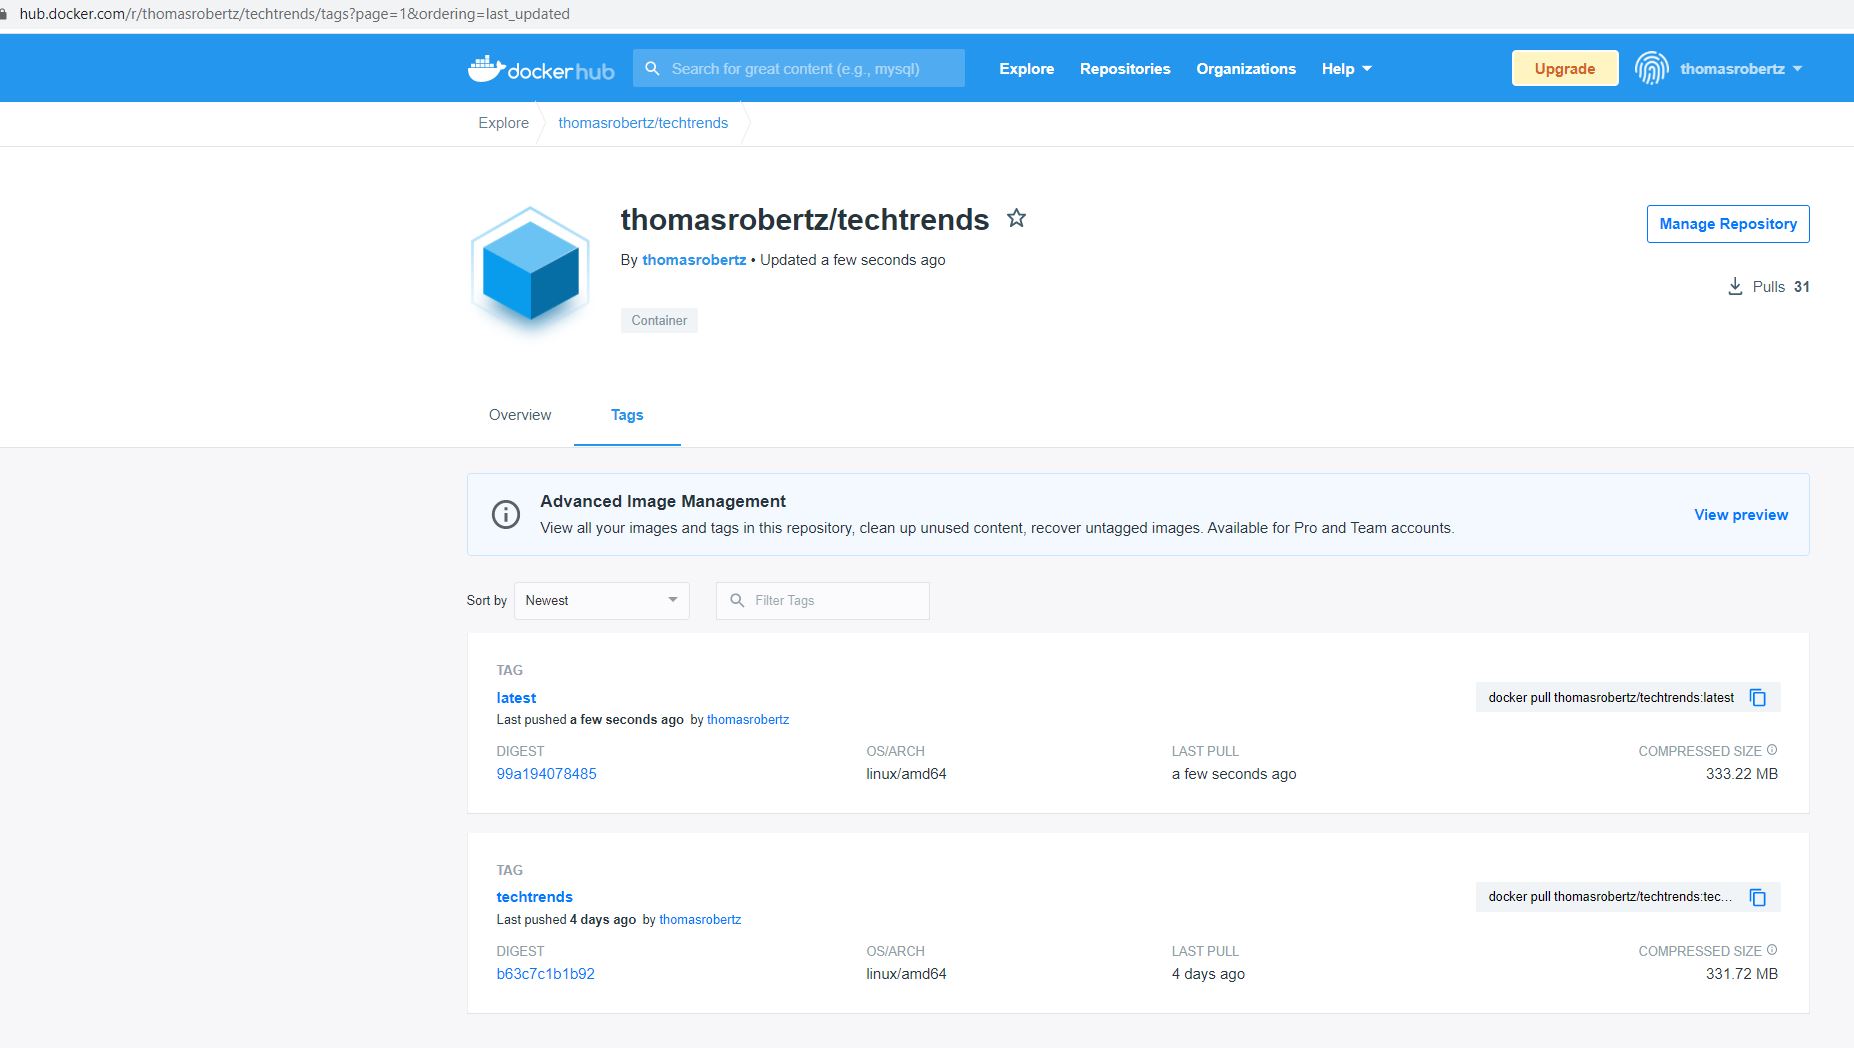 hub.docker.com/r/thomasrobertz/techtrends/tags?page=1&ordering=last_updated
dockerhub Search for great content (e.g., mysql) Explore Repositories Organizations Help Upgrade thomasrobertz
Explore thomasrobertz/techtrends
thomasrobertz/techtrends
Manage Repository
By thomasrobertz • Updated a few seconds ago
Pulls 31
Container
Overview Tags
Advanced Image Management
View all your images and tags in this repository, clean up unused content, recover untagged images. Available for Pro and Team accounts.
View preview
Sort by Newest Filter Tags
TAG
latest
docker pull thomasrobertz/techtrends:latest
Last pushed a few seconds ago by thomasrobertz
DIGEST OS/ARCH LAST PULL COMPRESSED SIZE
99a194078485 linux/amd64 a few seconds ago 333.22 MB
TAG
techtrends
docker pull thomasrobertz/techtrends:tec...
Last pushed 4 days ago by thomasrobertz
DIGEST OS/ARCH LAST PULL COMPRESSED SIZE
b63c7c1b1b92 linux/amd64 4 days ago 331.72 MB